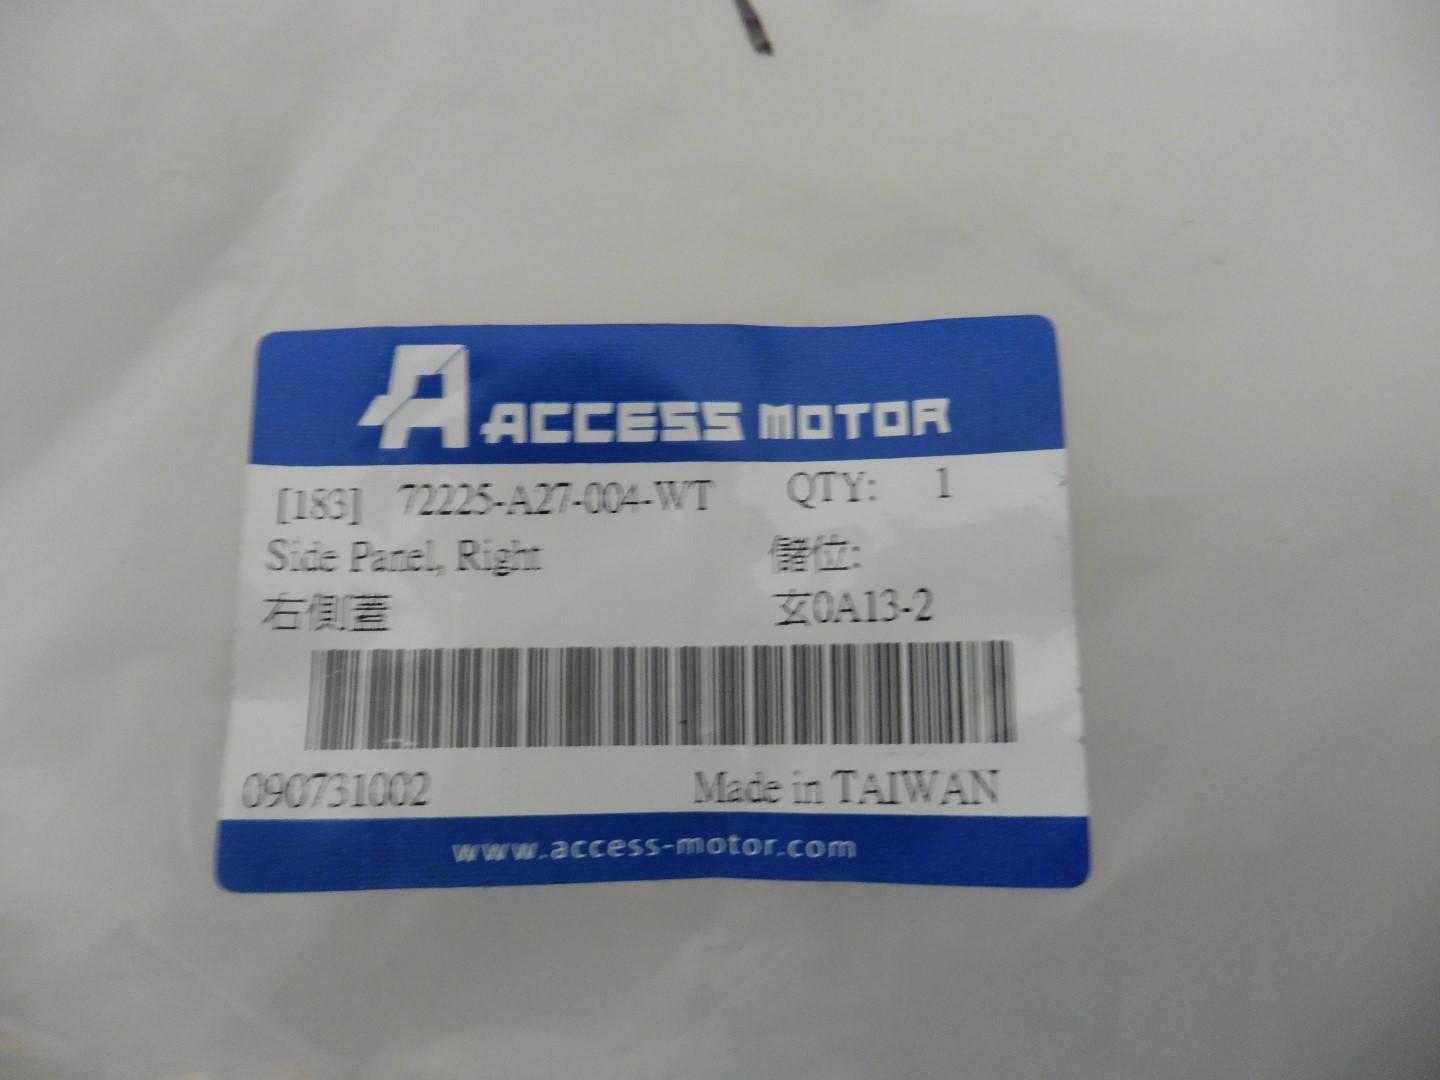 ACCESS MOTOR
[183] 72225-A27-004-WT QTY: 1
Side Panel, Right 儲位:
右側蓋 玄0A13-2
090731002 Made in TAIWAN
www.access-motor.com